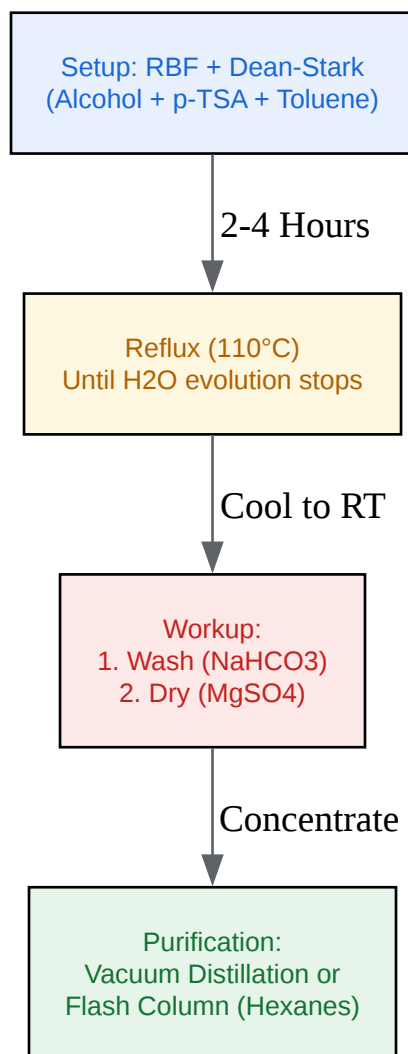 Setup: RBF + Dean-Stark
(Alcohol + p-TSA + Toluene)
2-4 Hours
Reflux (110°C)
Until H2O evolution stops
Cool to RT
Workup:
1. Wash (NaHCO3)
2. Dry (MgSO4)
Concentrate
Purification:
Vacuum Distillation or
Flash Column (Hexanes)